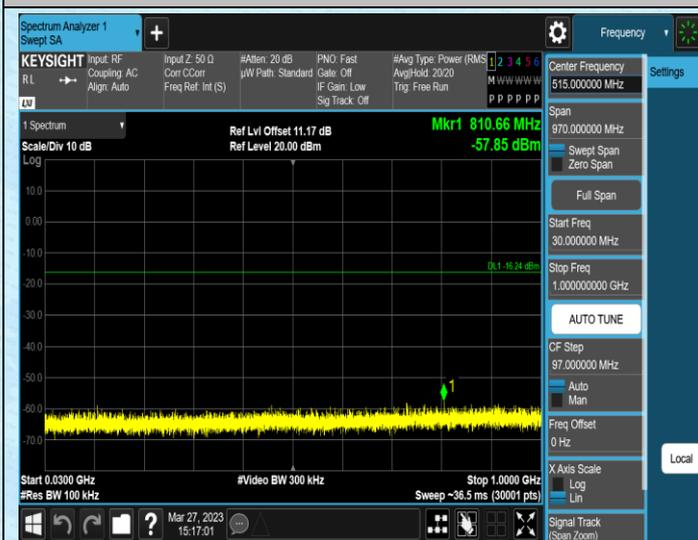 Spectrum Analyzer 1
Swept SA
+
Frequency
KEYSIGHT
RL
Input: RF
Coupling: AC
Align: Auto
Input Z: 50 Ω
Corr CCorr
Freq Ref: Int (S)
#Atten: 20 dB
µW Path: Standard
PNO: Fast
Gate: Off
IF Gain: Low
Sig Track: Off
#Avg Type: Power (RMS
Avg|Hold: 20/20
Trig: Free Run
1 2 3 4 5 6
M W W W W W
P P P P P P
LXI
1 Spectrum
Scale/Div 10 dB
Ref Lvl Offset 11.17 dB
Ref Level 20.00 dBm
Mkr1 810.66 MHz
-57.85 dBm
Log
10.0
0.00
-10.0
-20.0
-30.0
-40.0
-50.0
-60.0
-70.0
DL1 -16.24 dBm
1
Start 0.0300 GHz
#Res BW 100 kHz
#Video BW 300 kHz
Stop 1.0000 GHz
Sweep ~36.5 ms (30001 pts)
?
Mar 27, 2023
15:17:01
Center Frequency
515.000000 MHz
Span
970.000000 MHz
Swept Span
Zero Span
Full Span
Start Freq
30.000000 MHz
Stop Freq
1.000000000 GHz
AUTO TUNE
CF Step
97.000000 MHz
Auto
Man
Freq Offset
0 Hz
X Axis Scale
Log
Lin
Signal Track
(Span Zoom)
Settings
Local